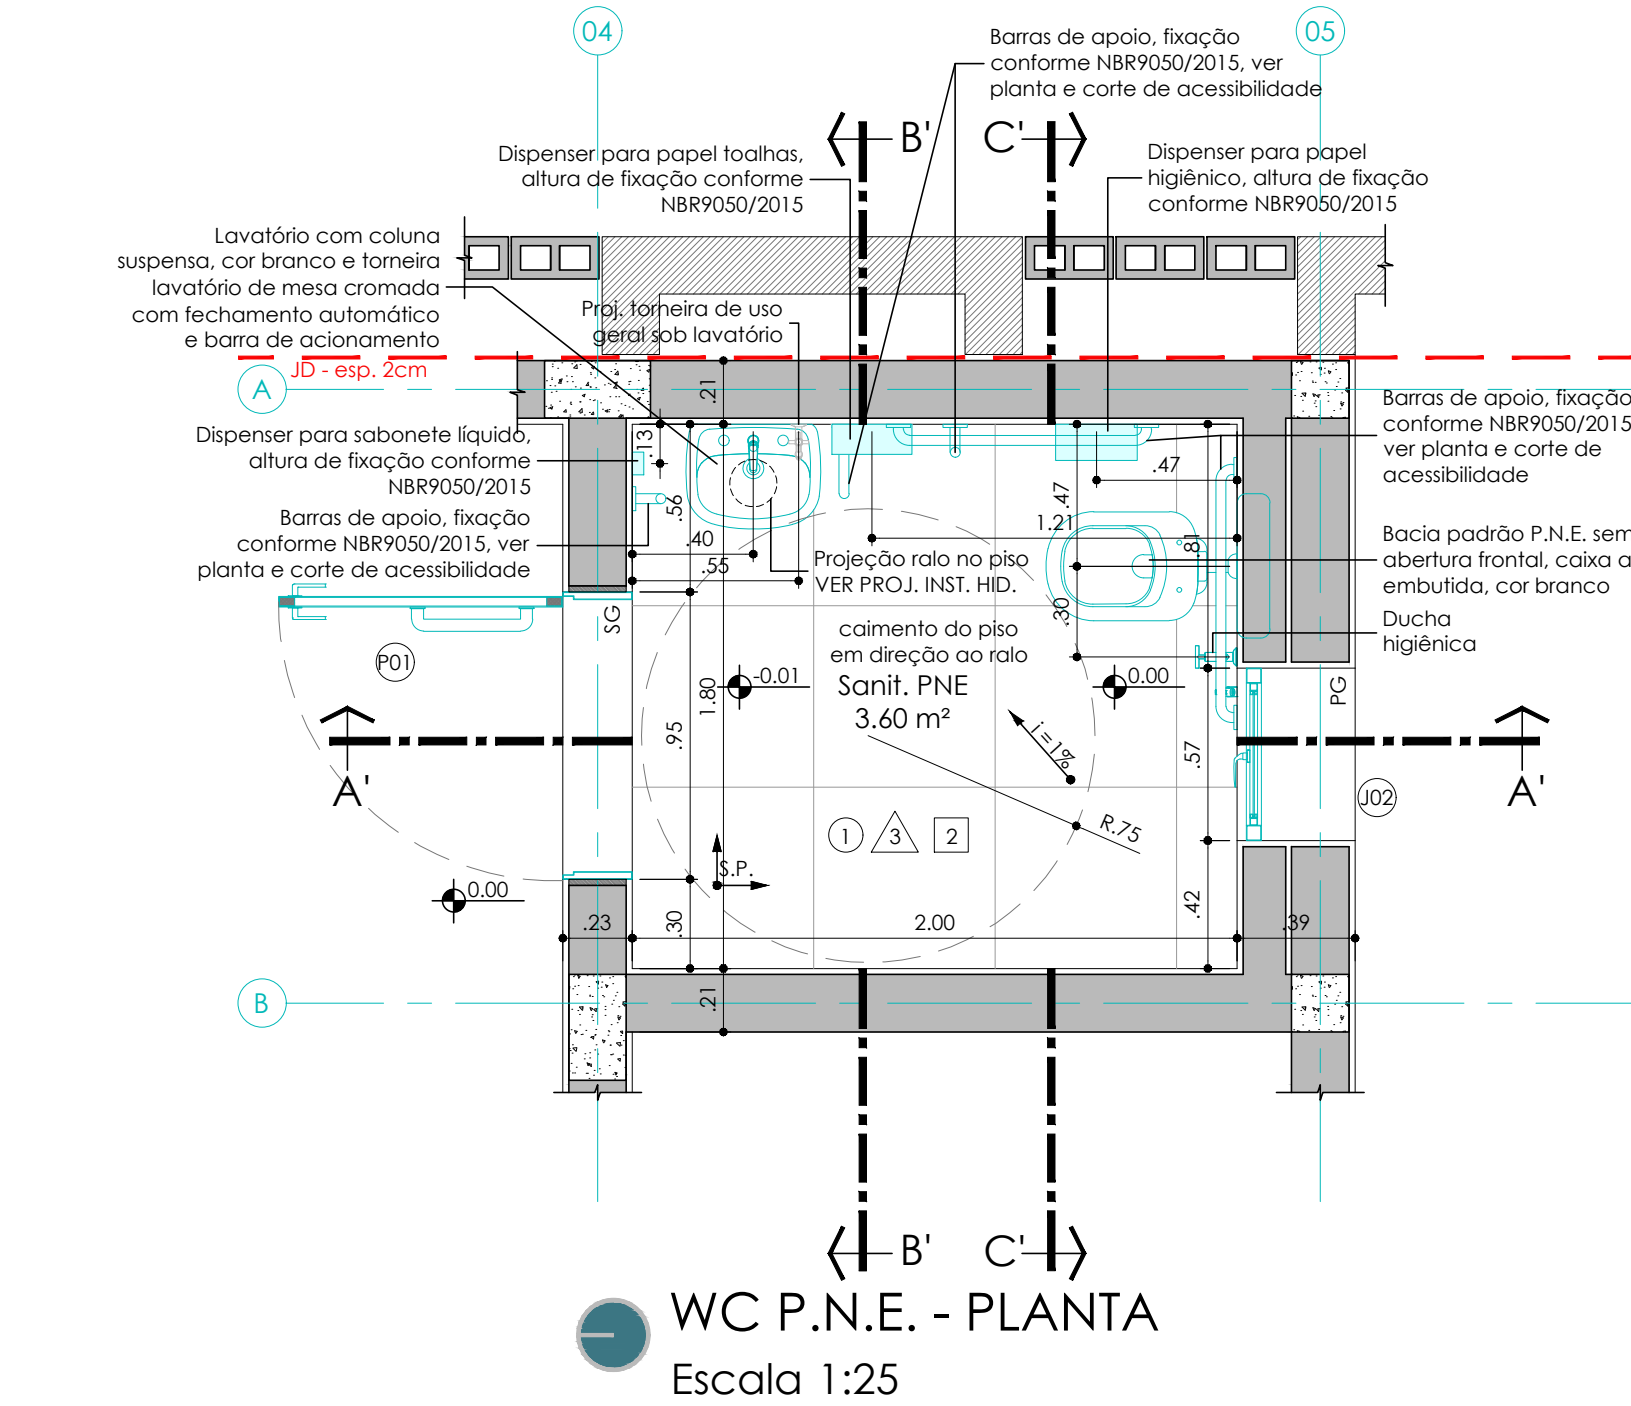 04
05
Barras de apoio, fixação
conforme NBR9050/2015, ver
planta e corte de acessibilidade
B'
C'
Dispenser para papel toalhas,
altura de fixação conforme
NBR9050/2015
Dispenser para papel
higiênico, altura de fixação
conforme NBR9050/2015
Lavatório com coluna
suspensa, cor branco e torneira
lavatório de mesa cromada
com fechamento automático
e barra de acionamento
Proj. torneira de uso
geral sob lavatório
JD - esp. 2cm
A
.21
Barras de apoio, fixação
conforme NBR9050/2015
ver planta e corte de
acessibilidade
Dispenser para sabonete líquido,
altura de fixação conforme
NBR9050/2015
.13
.47
.47
.56
1.21
Barras de apoio, fixação
conforme NBR9050/2015, ver
planta e corte de acessibilidade
.40
.55
.81
Bacia padrão P.N.E. sem
abertura frontal, caixa a
embutida, cor branco
Projeção ralo no piso
VER PROJ. INST. HID.
SG
.30
Ducha
higiênica
caimento do piso
em direção ao ralo
Sanit. PNE
3.60 m²
P01
-0.01
0.00
1.80
PG
.95
i=1%
.57
A'
A'
J02
R.75
1
3
2
S.P.
0.00
.23
.30
2.00
.42
.39
B
.21
B'
C'
WC P.N.E. - PLANTA
Escala 1:25